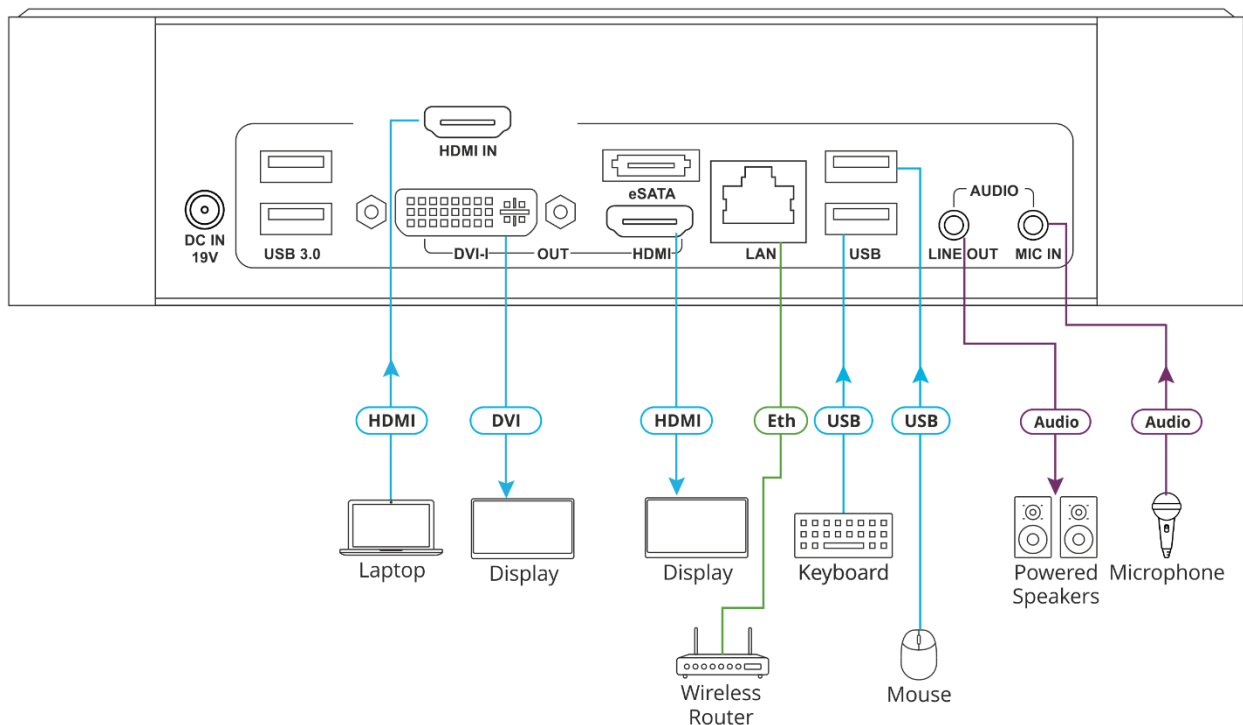 HDMI IN
eSATA
AUDIO
DC IN
19V
USB 3.0
DVI-I
OUT
HDMI
LAN
USB
LINE OUT
MIC IN
HDMI
DVI
HDMI
Eth
USB
USB
Audio
Audio
Laptop
Display
Display
Keyboard
Powered
Speakers
Microphone
Wireless
Router
Mouse